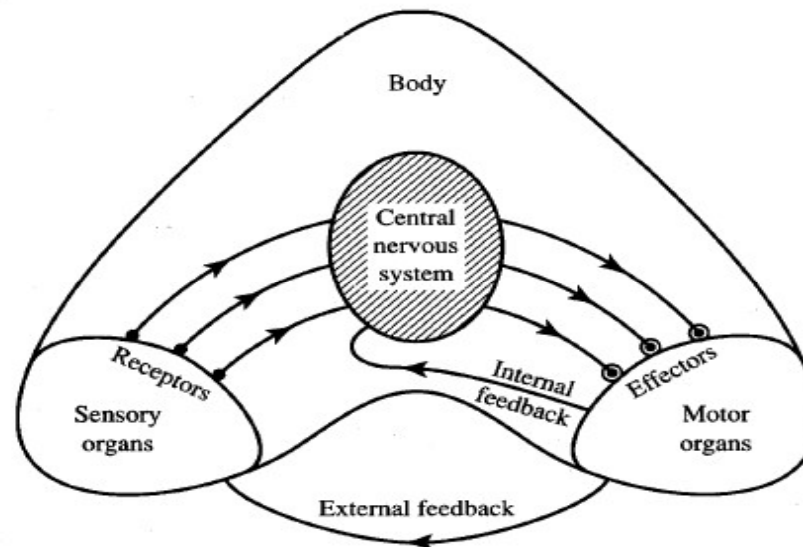 Body
Central
nervous
system
Receptors
Effectors
Internal
feedback
Sensory
organs
Motor
organs
External feedback